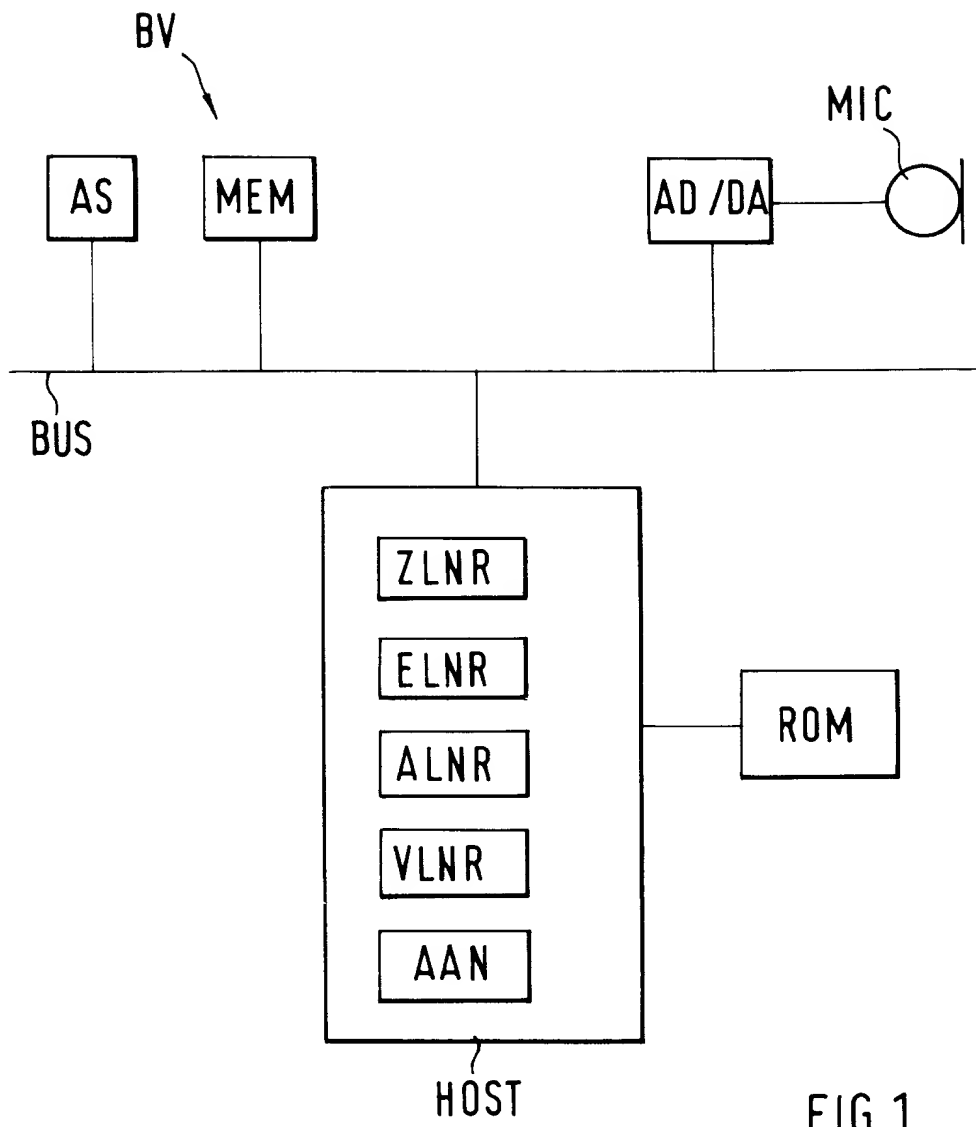 BV
MIC
AS
MEM
AD/DA
BUS
ZLNR
ELNR
ALNR
VLNR
AAN
ROM
HOST
FIG. 1